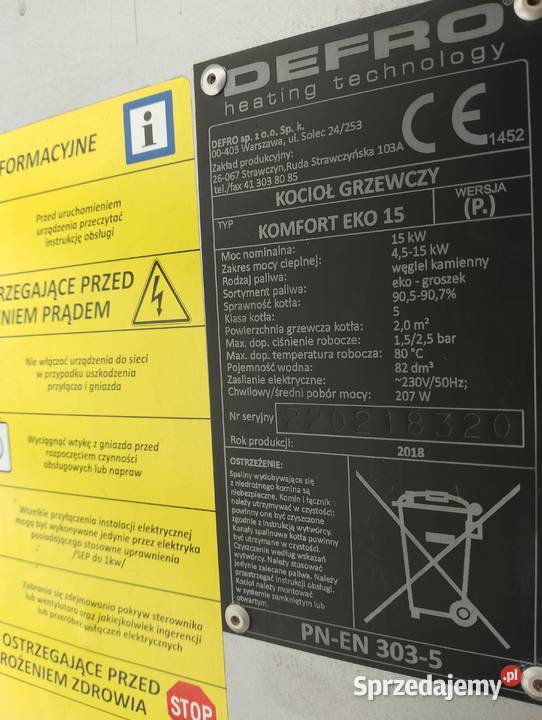 FORMACYJNE
i
Przed uruchomieniem
urządzenia przeczytać
instrukcję obsługi
RZEGAJĄCE PRZED
NIEM PRĄDEM
Nie włączać urządzenia do sieci
w przypadku uszkodzenia
przyłącza i gniazda
Wyciągnąć wtykę z gniazda przed
rozpoczęciem czynności
obsługowych lub napraw
Wszelkie przyłączenia instalacji elektrycznej
mogą być wykonywane jedynie przez elektryka
posiadającego stosowne uprawnienia
/SEP do 1kw/
Zabrania się zdejmowania pokryw sterownika
lub wentylatora oraz jakiejkolwiek ingerencji
lub przeróbek połączeń elektrycznych
OSTRZEGAJĄCE PRZED
ROŻENIEM ZDROWIA
STOP
DEFRO
heating technology
DEFRO sp. z o.o. Sp. k.
00-403 Warszawa, ul. Solec 24/253
Zakład produkcyjny:
26-067 Strawczyn, Ruda Strawczyńska 103A
tel./fax 41 303 80 85
CE 1452
KOCIOŁ GRZEWCZY
TYP
KOMFORT EKO 15
WERSJA
(P.)
Moc nominalna: 15 kW
Zakres mocy cieplnej: 4,5-15 kW
Rodzaj paliwa: węgiel kamienny
Sortyment paliwa: eko - groszek
Sprawność kotła: 90,5-90,7%
Klasa kotła: 5
Powierzchnia grzewcza kotła: 2,0 m²
Max. dop. ciśnienie robocze: 1,5/2,5 bar
Max. dop. temperatura robocza: 80 °C
Pojemność wodna: 82 dm³
Zasilanie elektryczne: ~230V/50Hz;
Chwilowy/średni pobór mocy: 207 W
Nr seryjny 220218320
Rok produkcji: 2018
OSTRZEŻENIE:
Spaliny wydobywające się
z niedrożnego komina są
niebezpieczne. Komin i łącznik
należy utrzymywać w czystości;
powinny one być czyszczone
zgodnie z instrukcją wytwórcy.
Kanały spalinowe kotła powinny
być utrzymane w czystości.
Czyszczenie według wskazań
wytwórcy. Należy stosować
jedynie zalecane paliwa. Należy
przestrzegać instrukcji obsługi.
Kocioł należy montować
w systemie zamkniętym lub
otwartym.
PN-EN 303-5
Sprzedajemy.pl